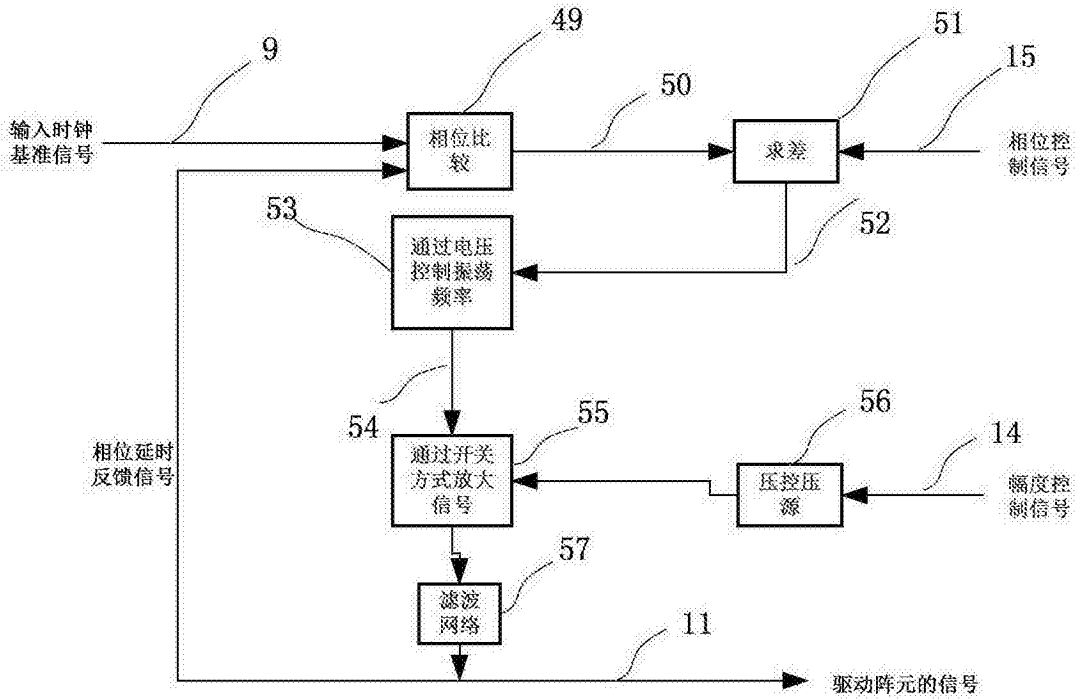 49
51
9
50
15
输入时钟
基准信号
相位比
较
求差
相位控
制信号
53
52
通过电压
控制振荡
频率
54
55
56
14
相位延时
反馈信号
通过开关
方式放大
信号
压控压
源
幅度控
制信号
57
滤波
网络
11
驱动阵元的信号